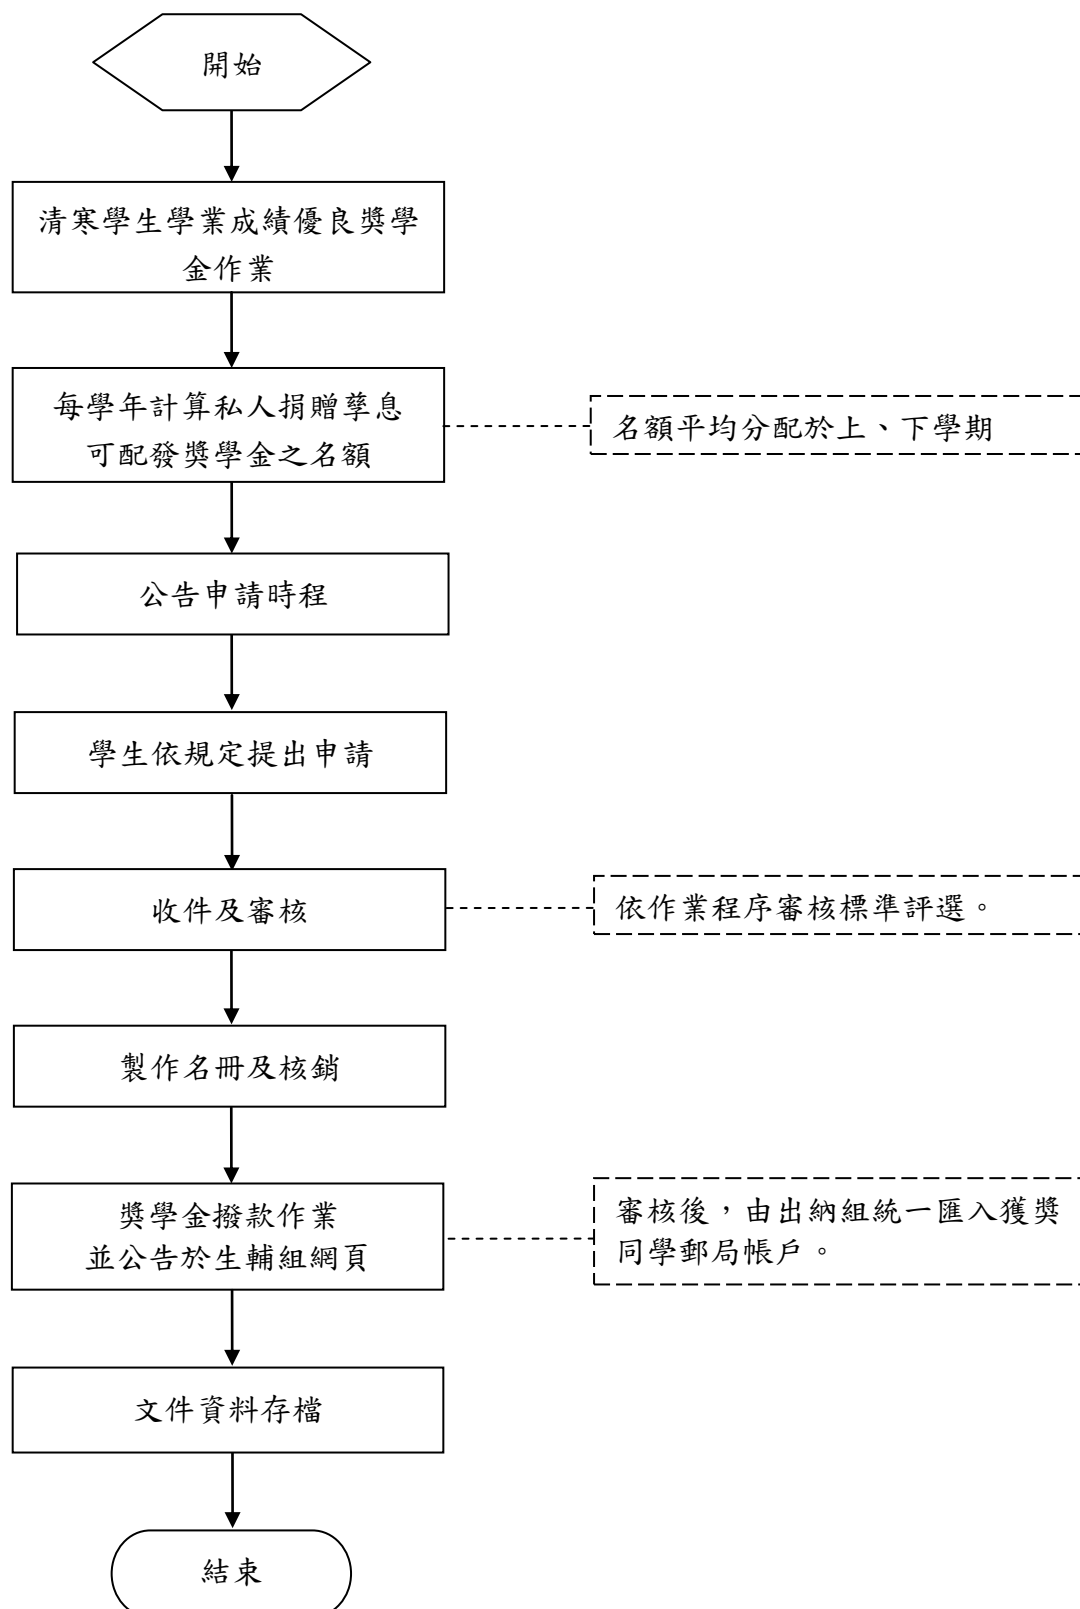 開始
清寒學生學業成績優良獎學
金作業
每學年計算私人捐贈孳息
可配發獎學金之名額
名額平均分配於上、下學期
公告申請時程
學生依規定提出申請
收件及審核
依作業程序審核標準評選。
製作名冊及核銷
獎學金撥款作業
並公告於生輔組網頁
審核後，由出納組統一匯入獲獎
同學郵局帳戶。
文件資料存檔
結束